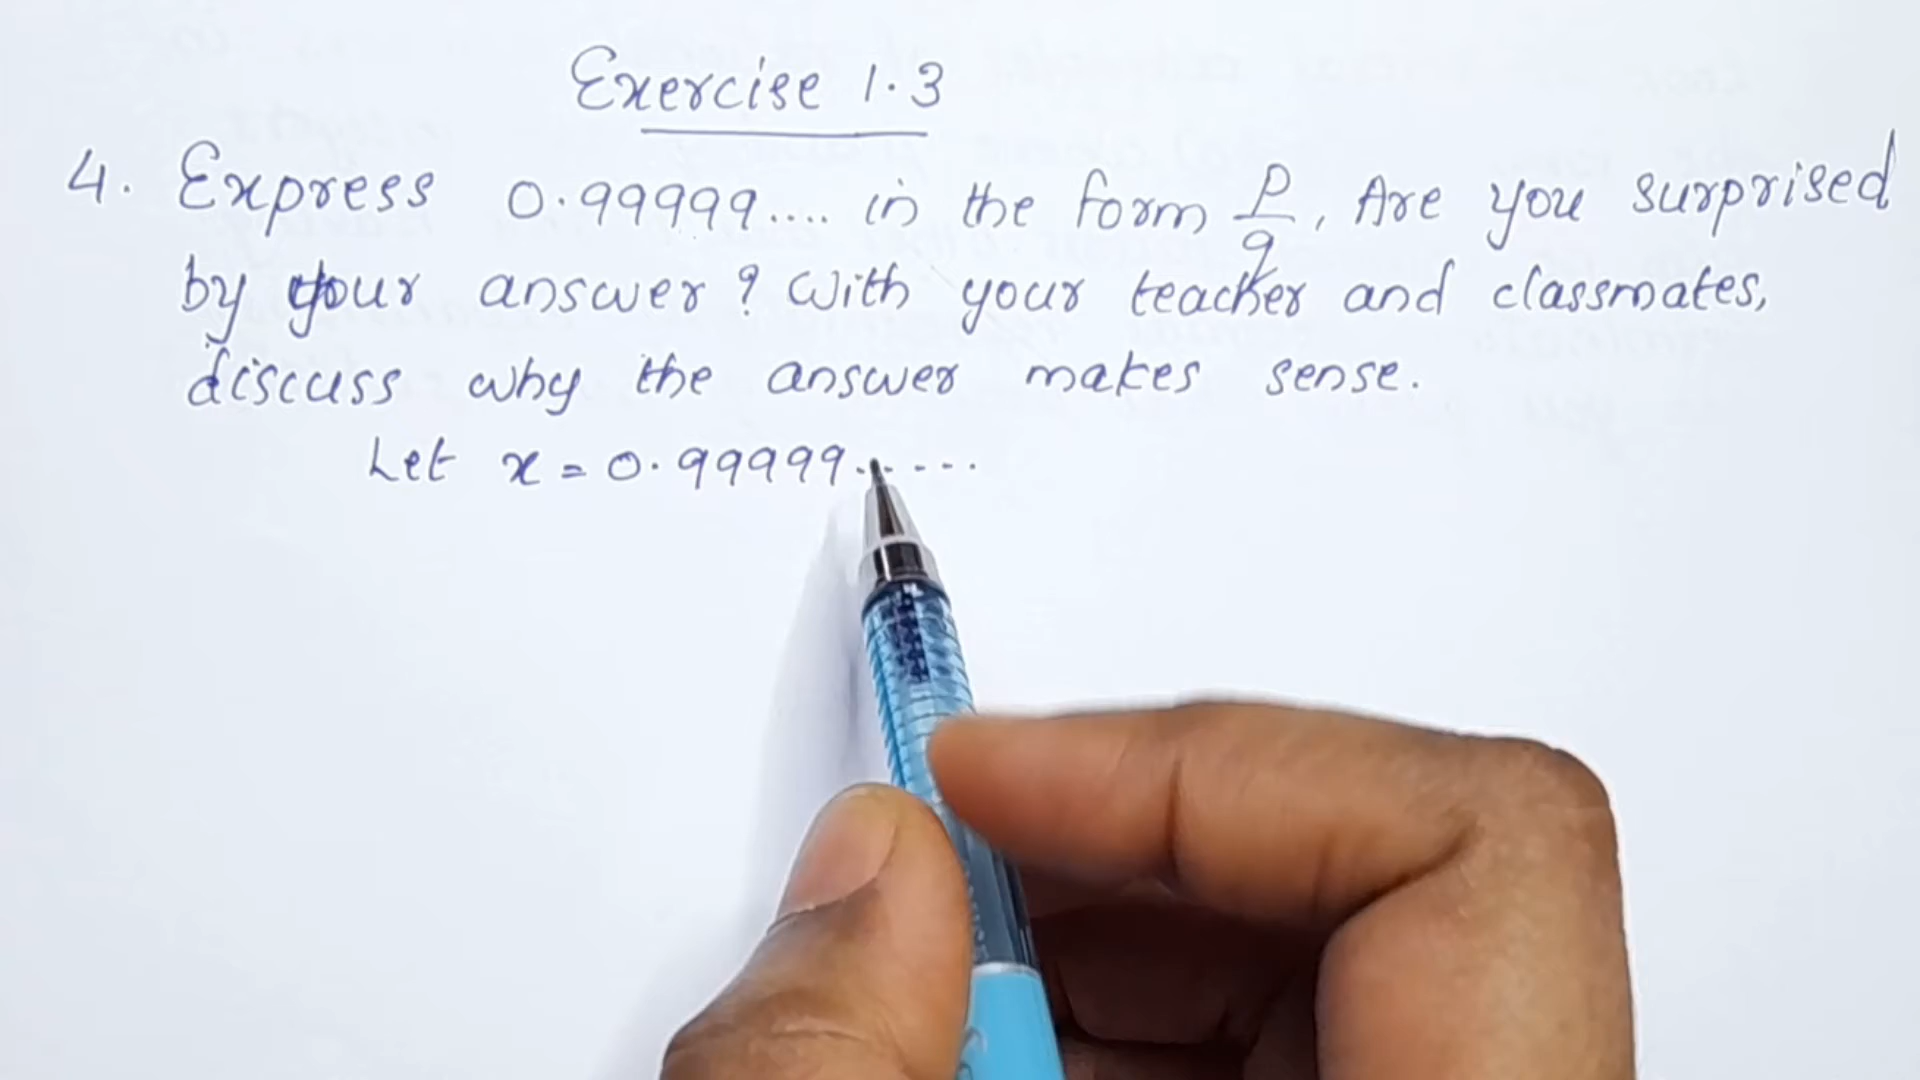 Exercise 1.3
4. Express 0.99999.... in the form p/q, Are you surprised
by your answer? With your teacher and classmates,
discuss why the answer makes sense.
Let x = 0.99999......